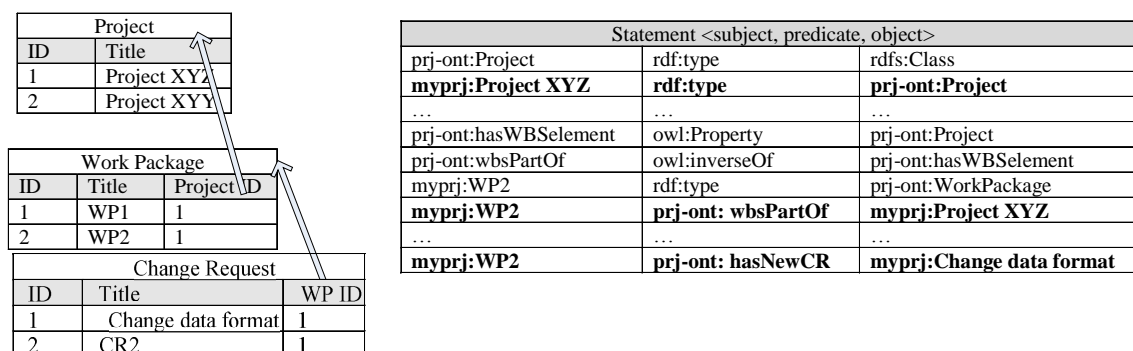 Project
ID Title
1 Project XYZ
2 Project XYY
Work Package
ID Title Project ID
1 WP1 1
2 WP2 1
Change Request
ID Title WP ID
1 Change data format 1
2 CR2 1
Statement <subject, predicate, object>
prj-ont:Project rdf:type rdfs:Class
myprj:Project XYZ rdf:type prj-ont:Project
… … …
prj-ont:hasWBSelement owl:Property prj-ont:Project
prj-ont:wbsPartOf owl:inverseOf prj-ont:hasWBSelement
myprj:WP2 rdf:type prj-ont:WorkPackage
myprj:WP2 prj-ont: wbsPartOf myprj:Project XYZ
… … …
myprj:WP2 prj-ont: hasNewCR myprj:Change data format